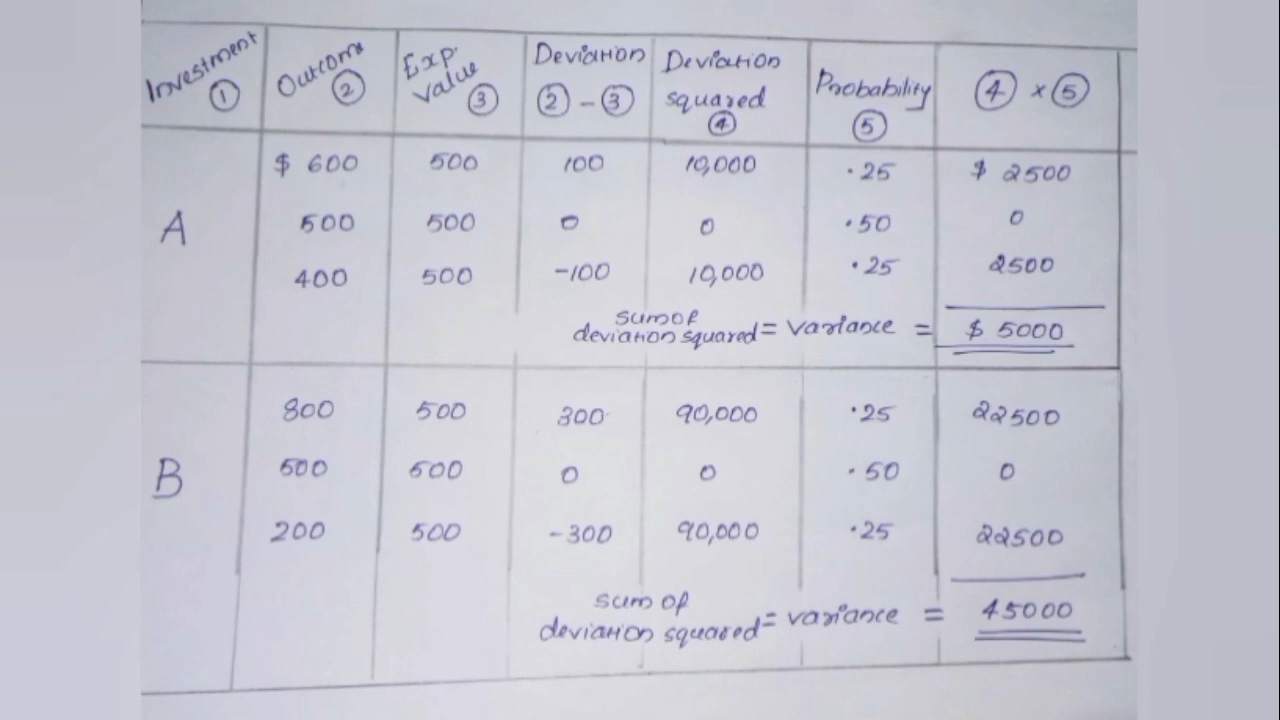 Investment ① Outcome ② Exp. value ③ Deviation ② - ③ Deviation squared ④ Probability ⑤ ④ x ⑤
A
$ 600 500 100 10,000 .25 $ 2500
500 500 0 0 .50 0
400 500 -100 10,000 .25 2500
sum of
deviation squared = variance = $ 5000
B
800 500 300 90,000 .25 22500
500 500 0 0 .50 0
200 500 -300 90,000 .25 22500
sum of
deviation squared = variance = 45000